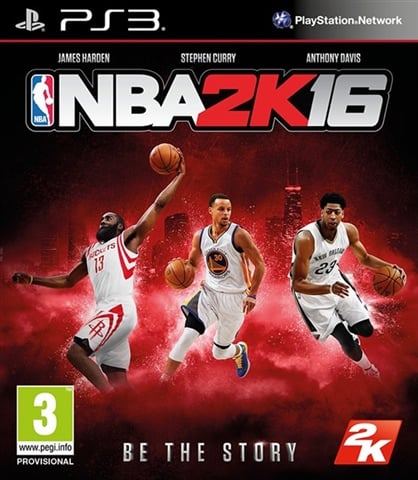 PS3
PlayStation®Network
JAMES HARDEN
STEPHEN CURRY
ANTHONY DAVIS
NBA NBA2K16
ROCKETS
13
30
23
3
www.pegi.info
PROVISIONAL
BE THE STORY
2K